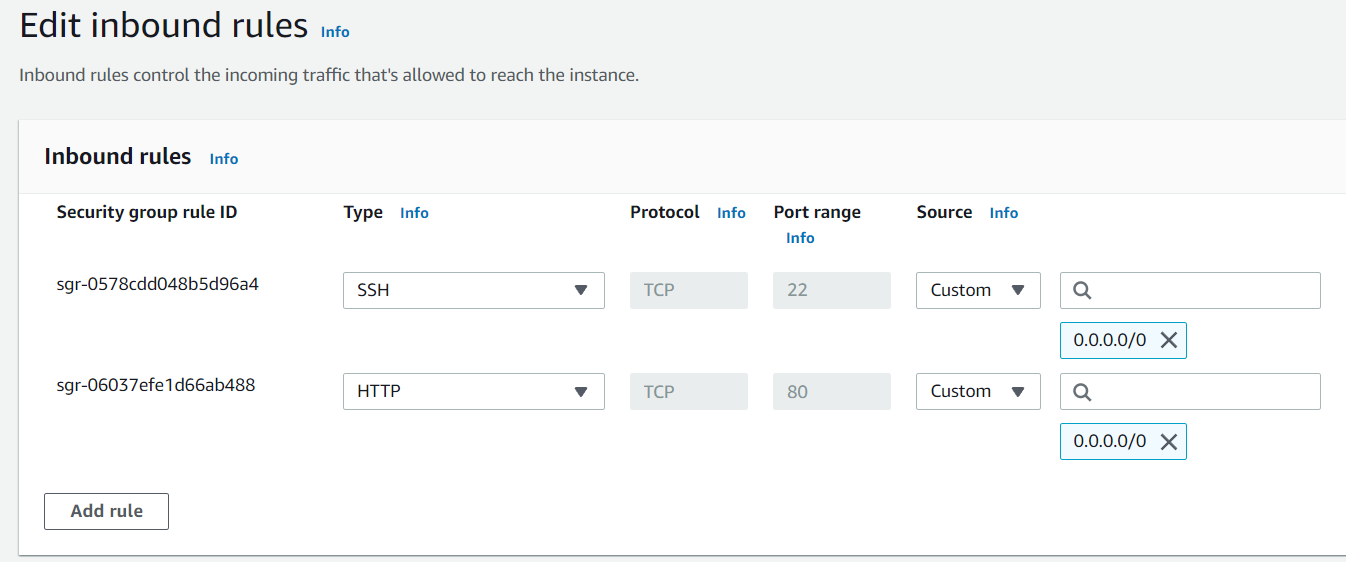 Edit inbound rules Info
Inbound rules control the incoming traffic that's allowed to reach the instance.
Inbound rules Info
Security group rule ID Type Info Protocol Info Port range Info Source Info
sgr-0578cdd048b5d96a4 SSH TCP 22 Custom
0.0.0.0/0
sgr-06037efe1d66ab488 HTTP TCP 80 Custom
0.0.0.0/0
Add rule